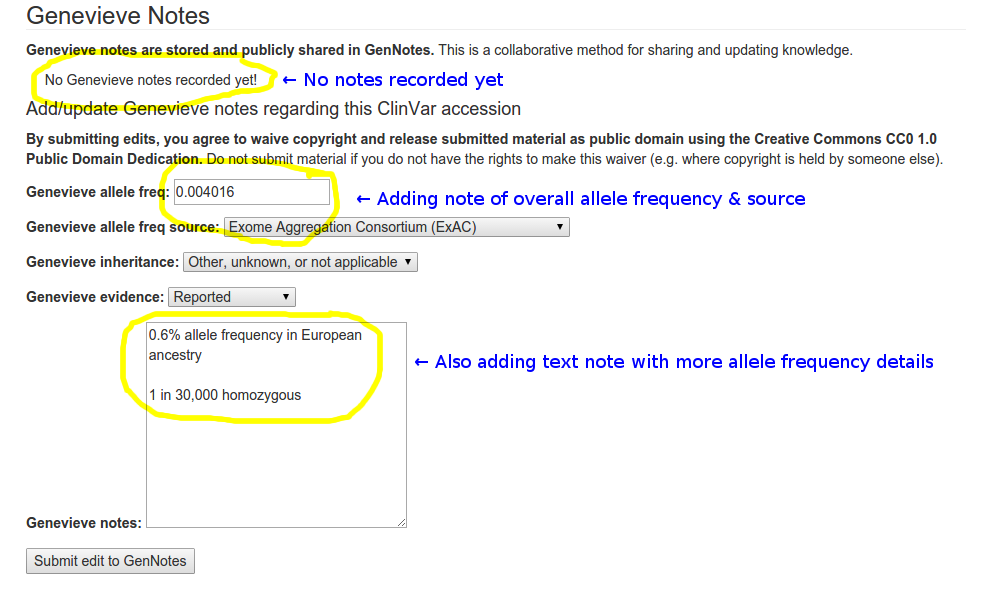 Genevieve Notes
Genevieve notes are stored and publicly shared in GenNotes. This is a collaborative method for sharing and updating knowledge.
No Genevieve notes recorded yet! ← No notes recorded yet
Add/update Genevieve notes regarding this ClinVar accession
By submitting edits, you agree to waive copyright and release submitted material as public domain using the Creative Commons CC0 1.0
Public Domain Dedication. Do not submit material if you do not have the rights to make this waiver (e.g. where copyright is held by someone else).
Genevieve allele freq: 0.004016 ← Adding note of overall allele frequency & source
Genevieve allele freq source: Exome Aggregation Consortium (ExAC)
Genevieve inheritance: Other, unknown, or not applicable
Genevieve evidence: Reported
0.6% allele frequency in European
ancestry
← Also adding text note with more allele frequency details
1 in 30,000 homozygous
Genevieve notes:
Submit edit to GenNotes